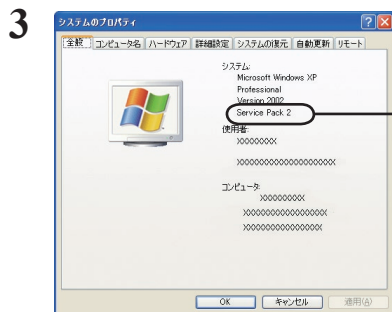 3
システムのプロパティ
全般 コンピュータ名 ハードウェア 詳細設定 システムの復元 自動更新 リモート
システム:
Microsoft Windows XP
Professional
Version 2002
Service Pack 2
使用者:
XXXXXXXX
XXXXXXXXXXXXXXXXXXXX
コンピュータ:
XXXXXXXXX
XXXXXXXXXXXXXXXXX
XXXXXXXXXXXXXXXX
OK キャンセル 適用(A)